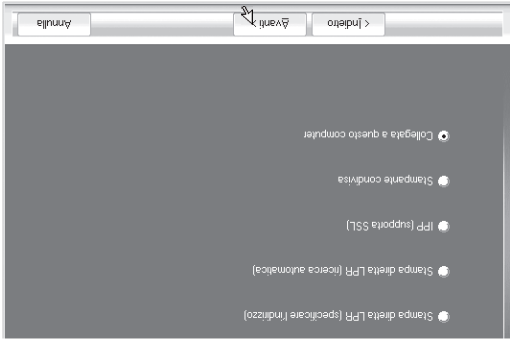 Stampa diretta LPR (specificare l'indirizzo)
Stampa diretta LPR (ricerca automatica)
IPP (supporta SSL)
Stampante condivisa
Collegata a questo computer
< Indietro
Avanti >
Annulla